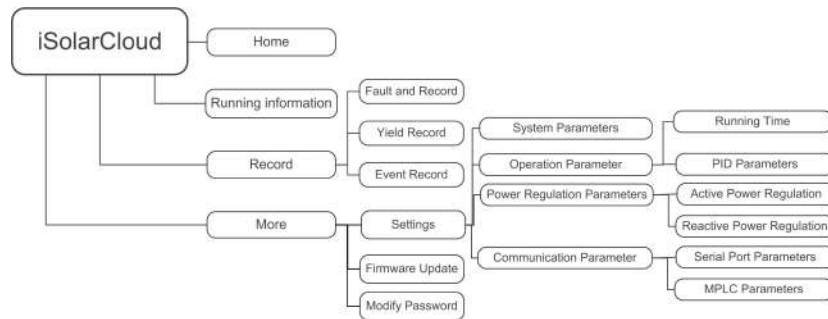 iSolarCloud
Home
Running information
Record
Fault and Record
Yield Record
Event Record
More
Settings
System Parameters
Operation Parameter
Running Time
PID Parameters
Power Regulation Parameters
Active Power Regulation
Reactive Power Regulation
Communication Parameter
Serial Port Parameters
MPLC Parameters
Firmware Update
Modify Password